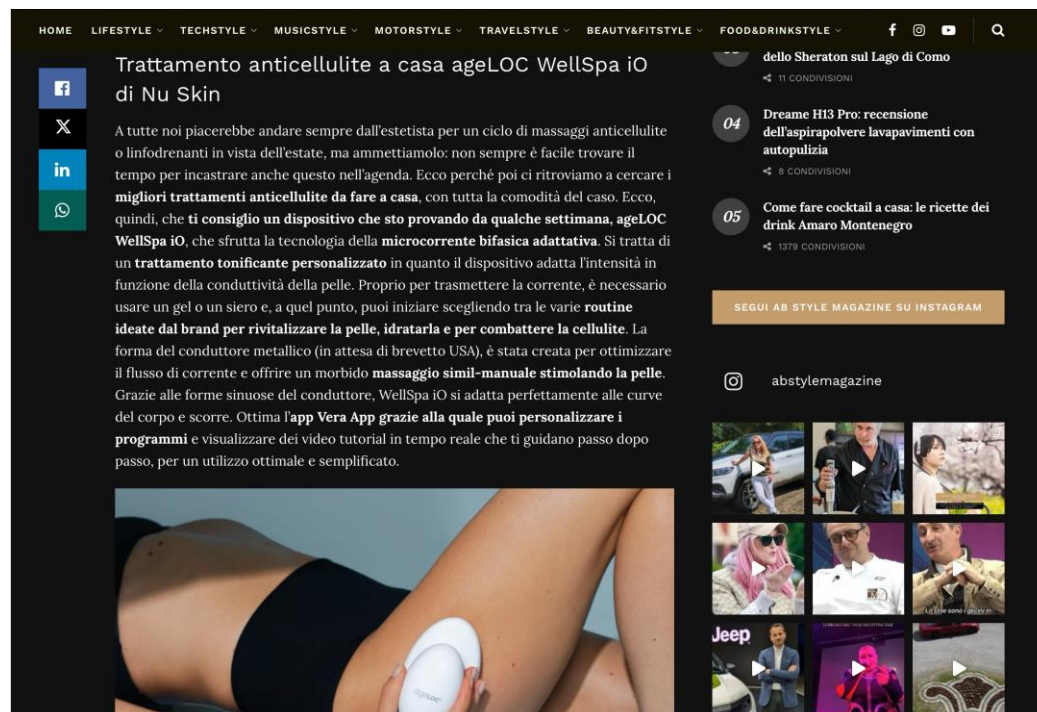 HOME LIFESTYLE TECHSTYLE MUSICSTYLE MOTORSTYLE TRAVELSTYLE BEAUTY&FITSTYLE FOOD&DRINKSTYLE
Trattamento anticellulite a casa ageLOC WellSpa iO
di Nu Skin
A tutte noi piacerebbe andare sempre dall'estetista per un ciclo di massaggi anticellulite
o linfodrenanti in vista dell'estate, ma ammettiamolo: non sempre è facile trovare il
tempo per incastrare anche questo nell'agenda. Ecco perché poi ci ritroviamo a cercare i
migliori trattamenti anticellulite da fare a casa, con tutta la comodità del caso. Ecco,
quindi, che ti consiglio un dispositivo che sto provando da qualche settimana, ageLOC
WellSpa iO, che sfrutta la tecnologia della microcorrente bifasica adattativa. Si tratta di
un trattamento tonificante personalizzato in quanto il dispositivo adatta l'intensità in
funzione della conduttività della pelle. Proprio per trasmettere la corrente, è necessario
usare un gel o un siero e, a quel punto, puoi iniziare scegliendo tra le varie routine
ideate dal brand per rivitalizzare la pelle, idratarla e per combattere la cellulite. La
forma del conduttore metallico (in attesa di brevetto USA), è stata creata per ottimizzare
il flusso di corrente e offrire un morbido massaggio simil-manuale stimolando la pelle.
Grazie alle forme sinuose del conduttore, WellSpa iO si adatta perfettamente alle curve
del corpo e scorre. Ottima l'app Vera App grazie alla quale puoi personalizzare i
programmi e visualizzare dei video tutorial in tempo reale che ti guidano passo dopo
passo, per un utilizzo ottimale e semplificato.
ageLOC
dello Sheraton sul Lago di Como
11 CONDIVISIONI
04
Dreame H13 Pro: recensione
dell'aspirapolvere lavapavimenti con
autopulizia
8 CONDIVISIONI
05
Come fare cocktail a casa: le ricette dei
drink Amaro Montenegro
1379 CONDIVISIONI
SEGUI AB STYLE MAGAZINE SU INSTAGRAM
abstylemagazine
Jeep